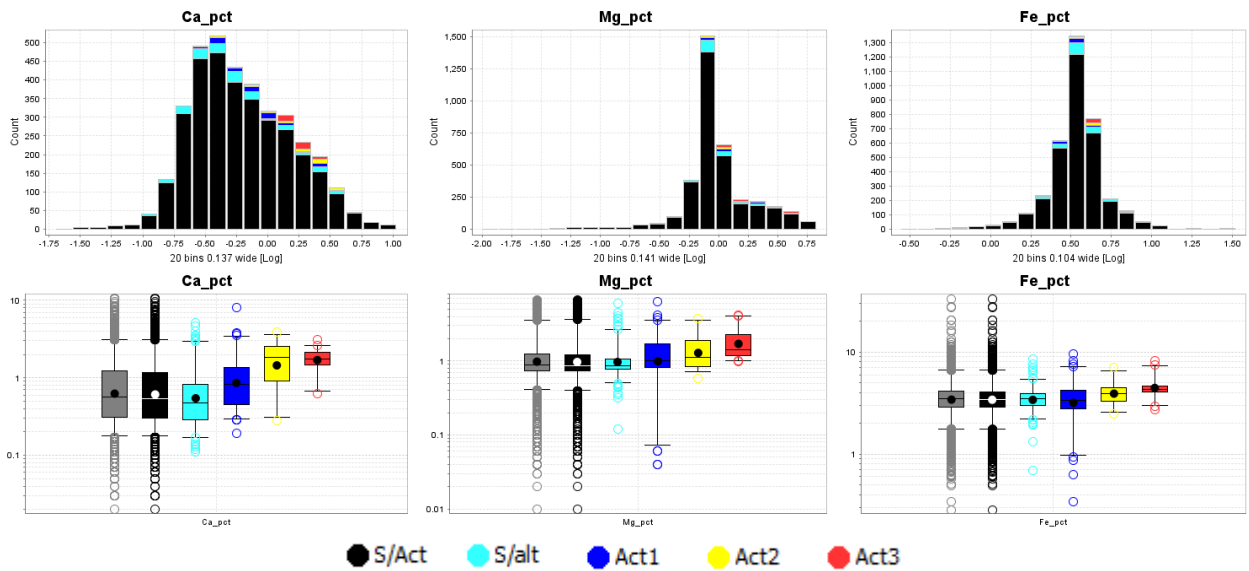 Ca_pct Mg_pct Fe_pct
500
450
400
350
300
250
200
150
100
50
0
Count
-1.75 -1.50 -1.25 -1.00 -0.75 -0.50 -0.25 0.00 0.25 0.50 0.75 1.00
20 bins 0.137 wide [Log]
1,500
1,250
1,000
750
500
250
0
Count
-2.00 -1.75 -1.50 -1.25 -1.00 -0.75 -0.50 -0.25 0.00 0.25 0.50 0.75
20 bins 0.141 wide [Log]
1,300
1,200
1,100
1,000
900
800
700
600
500
400
300
200
100
0
Count
-0.50 -0.25 0.00 0.25 0.50 0.75 1.00 1.25 1.50
20 bins 0.104 wide [Log]
Ca_pct Mg_pct Fe_pct
10
1
0.1
Ca_pct
10
1
0.1
0.01
Mg_pct
10
1
Fe_pct
S/Act S/alt Act1 Act2 Act3